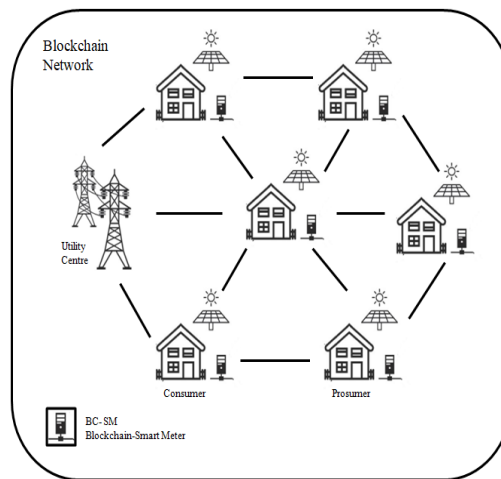 Blockchain
Network
Utility
Centre
Consumer
Prosumer
BC-SM
Blockchain-Smart Meter